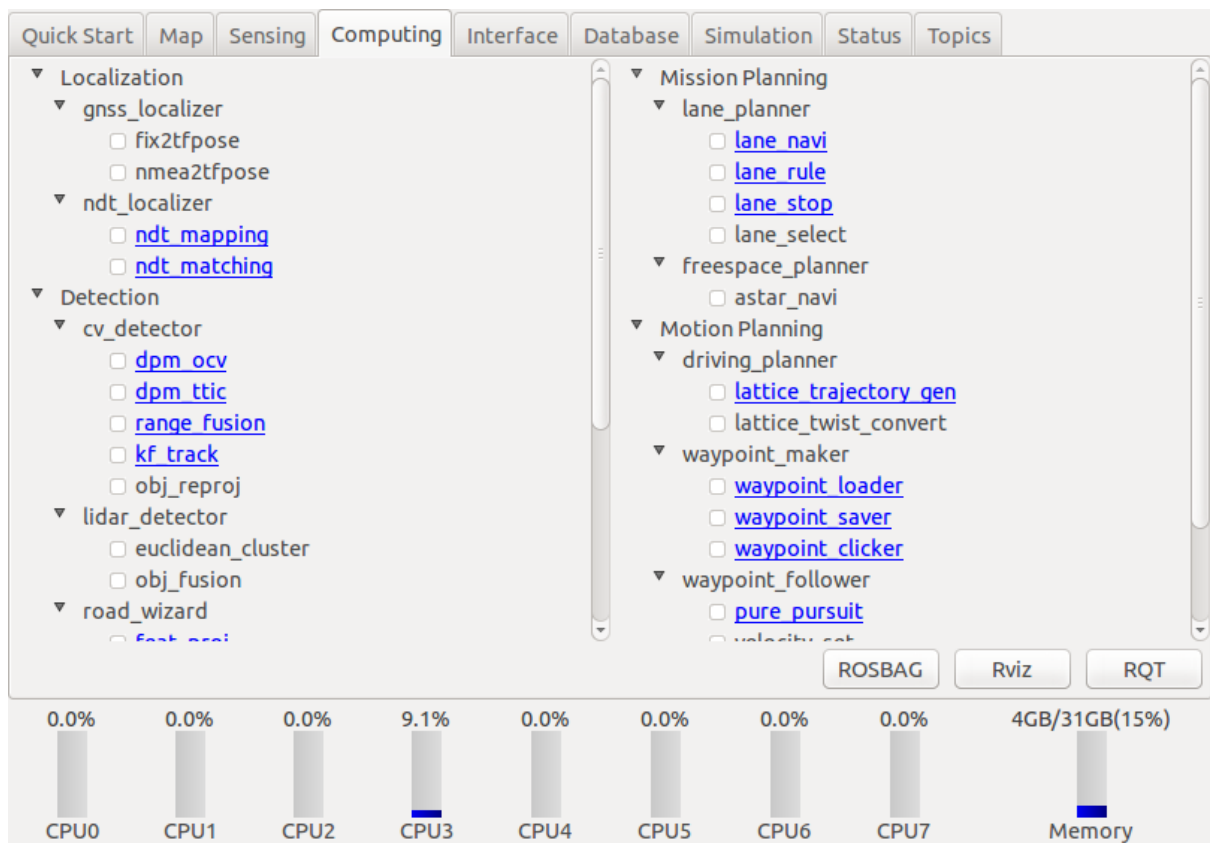 Quick Start Map Sensing Computing Interface Database Simulation Status Topics
Localization
gnss_localizer
fix2tfpose
nmea2tfpose
ndt_localizer
ndt_mapping
ndt_matching
Detection
cv_detector
dpm_ocv
dpm_ttic
range_fusion
kf_track
obj_reproj
lidar_detector
euclidean_cluster
obj_fusion
road_wizard
feat_proj
Mission Planning
lane_planner
lane_navi
lane_rule
lane_stop
lane_select
freespace_planner
astar_navi
Motion Planning
driving_planner
lattice_trajectory_gen
lattice_twist_convert
waypoint_maker
waypoint_loader
waypoint_saver
waypoint_clicker
waypoint_follower
pure_pursuit
velocity_set
ROSBAG Rviz RQT
0.0% 0.0% 0.0% 9.1% 0.0% 0.0% 0.0% 0.0% 4GB/31GB(15%)
CPU0 CPU1 CPU2 CPU3 CPU4 CPU5 CPU6 CPU7 Memory